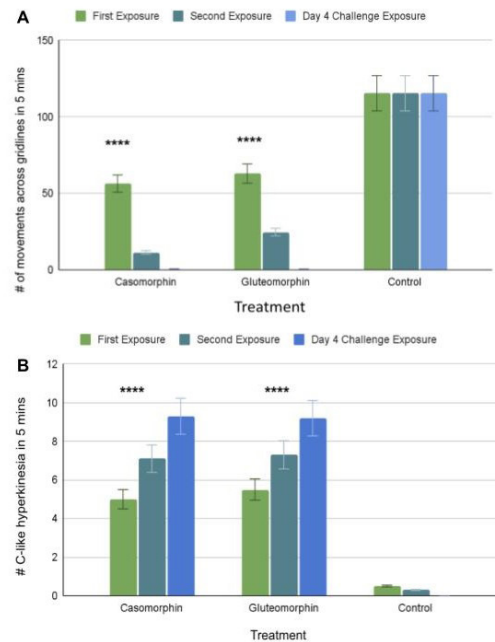 A
First Exposure Second Exposure Day 4 Challenge Exposure
# of movements across gridlines in 5 mins
150
100
50
0
****
****
Casomorphin Gluteomorphin Control
Treatment
B
First Exposure Second Exposure Day 4 Challenge Exposure
# C-like hyperkinesia in 5 mins
12
10
8
6
4
2
0
****
****
Casomorphin Gluteomorphin Control
Treatment